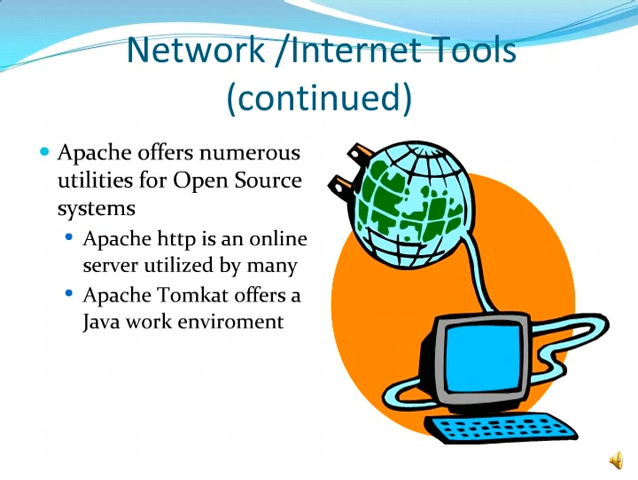 Network /Internet Tools
(continued)
Apache offers numerous
utilities for Open Source
systems
Apache http is an online
server utilized by many
Apache Tomkat offers a
Java work enviroment